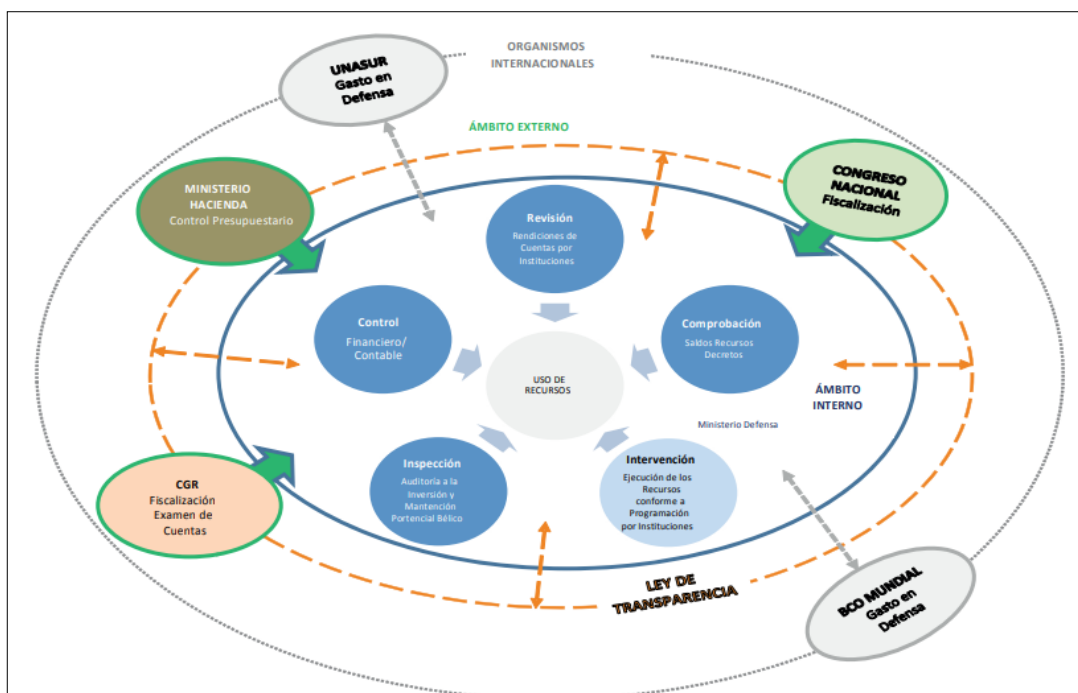 ORGANISMOS
INTERNACIONALES
UNASUR
Gasto en
Defensa
ÁMBITO EXTERNO
MINISTERIO
HACIENDA
Control Presupuestario
CONGRESO
NACIONAL
Fiscalización
Revisión
Rendiciones de
Cuentas por
Instituciones
Control
Financiero/
Contable
Comprobación
Saldos Recursos
Decretos
USO DE
RECURSOS
ÁMBITO
INTERNO
Ministerio Defensa
Inspección
Auditoría a la
Inversión y
Mantención
Portencial Bélico
Intervención
Ejecución de los
Recursos
conforme a
Programación
por Instituciones
CGR
Fiscalización
Examen de
Cuentas
LEY DE
TRANSPARENCIA
BCO MUNDIAL
Gasto en
Defensa